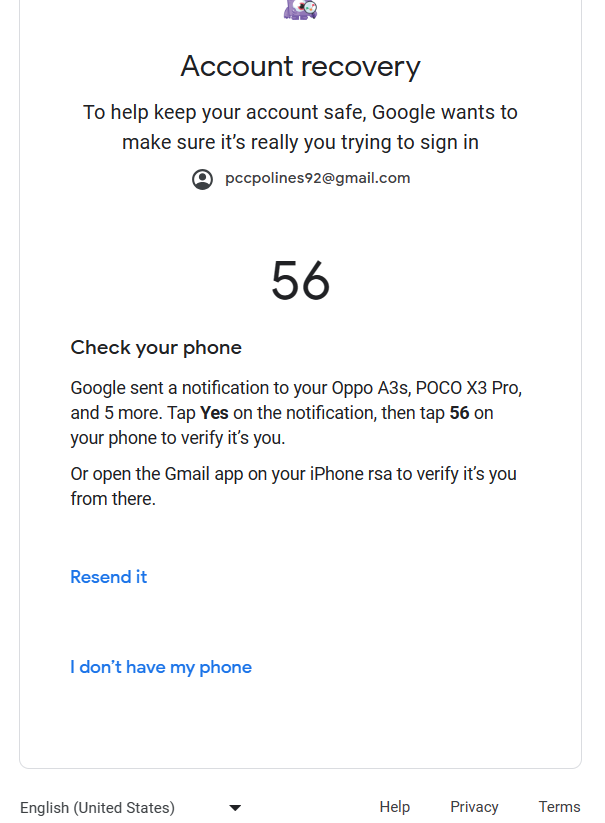 Account recovery
To help keep your account safe, Google wants to
make sure it’s really you trying to sign in
pccpolines92@gmail.com
56
Check your phone
Google sent a notification to your Oppo A3s, POCO X3 Pro,
and 5 more. Tap Yes on the notification, then tap 56 on
your phone to verify it’s you.
Or open the Gmail app on your iPhone rsa to verify it’s you
from there.
Resend it
I don’t have my phone
English (United States)
Help Privacy Terms